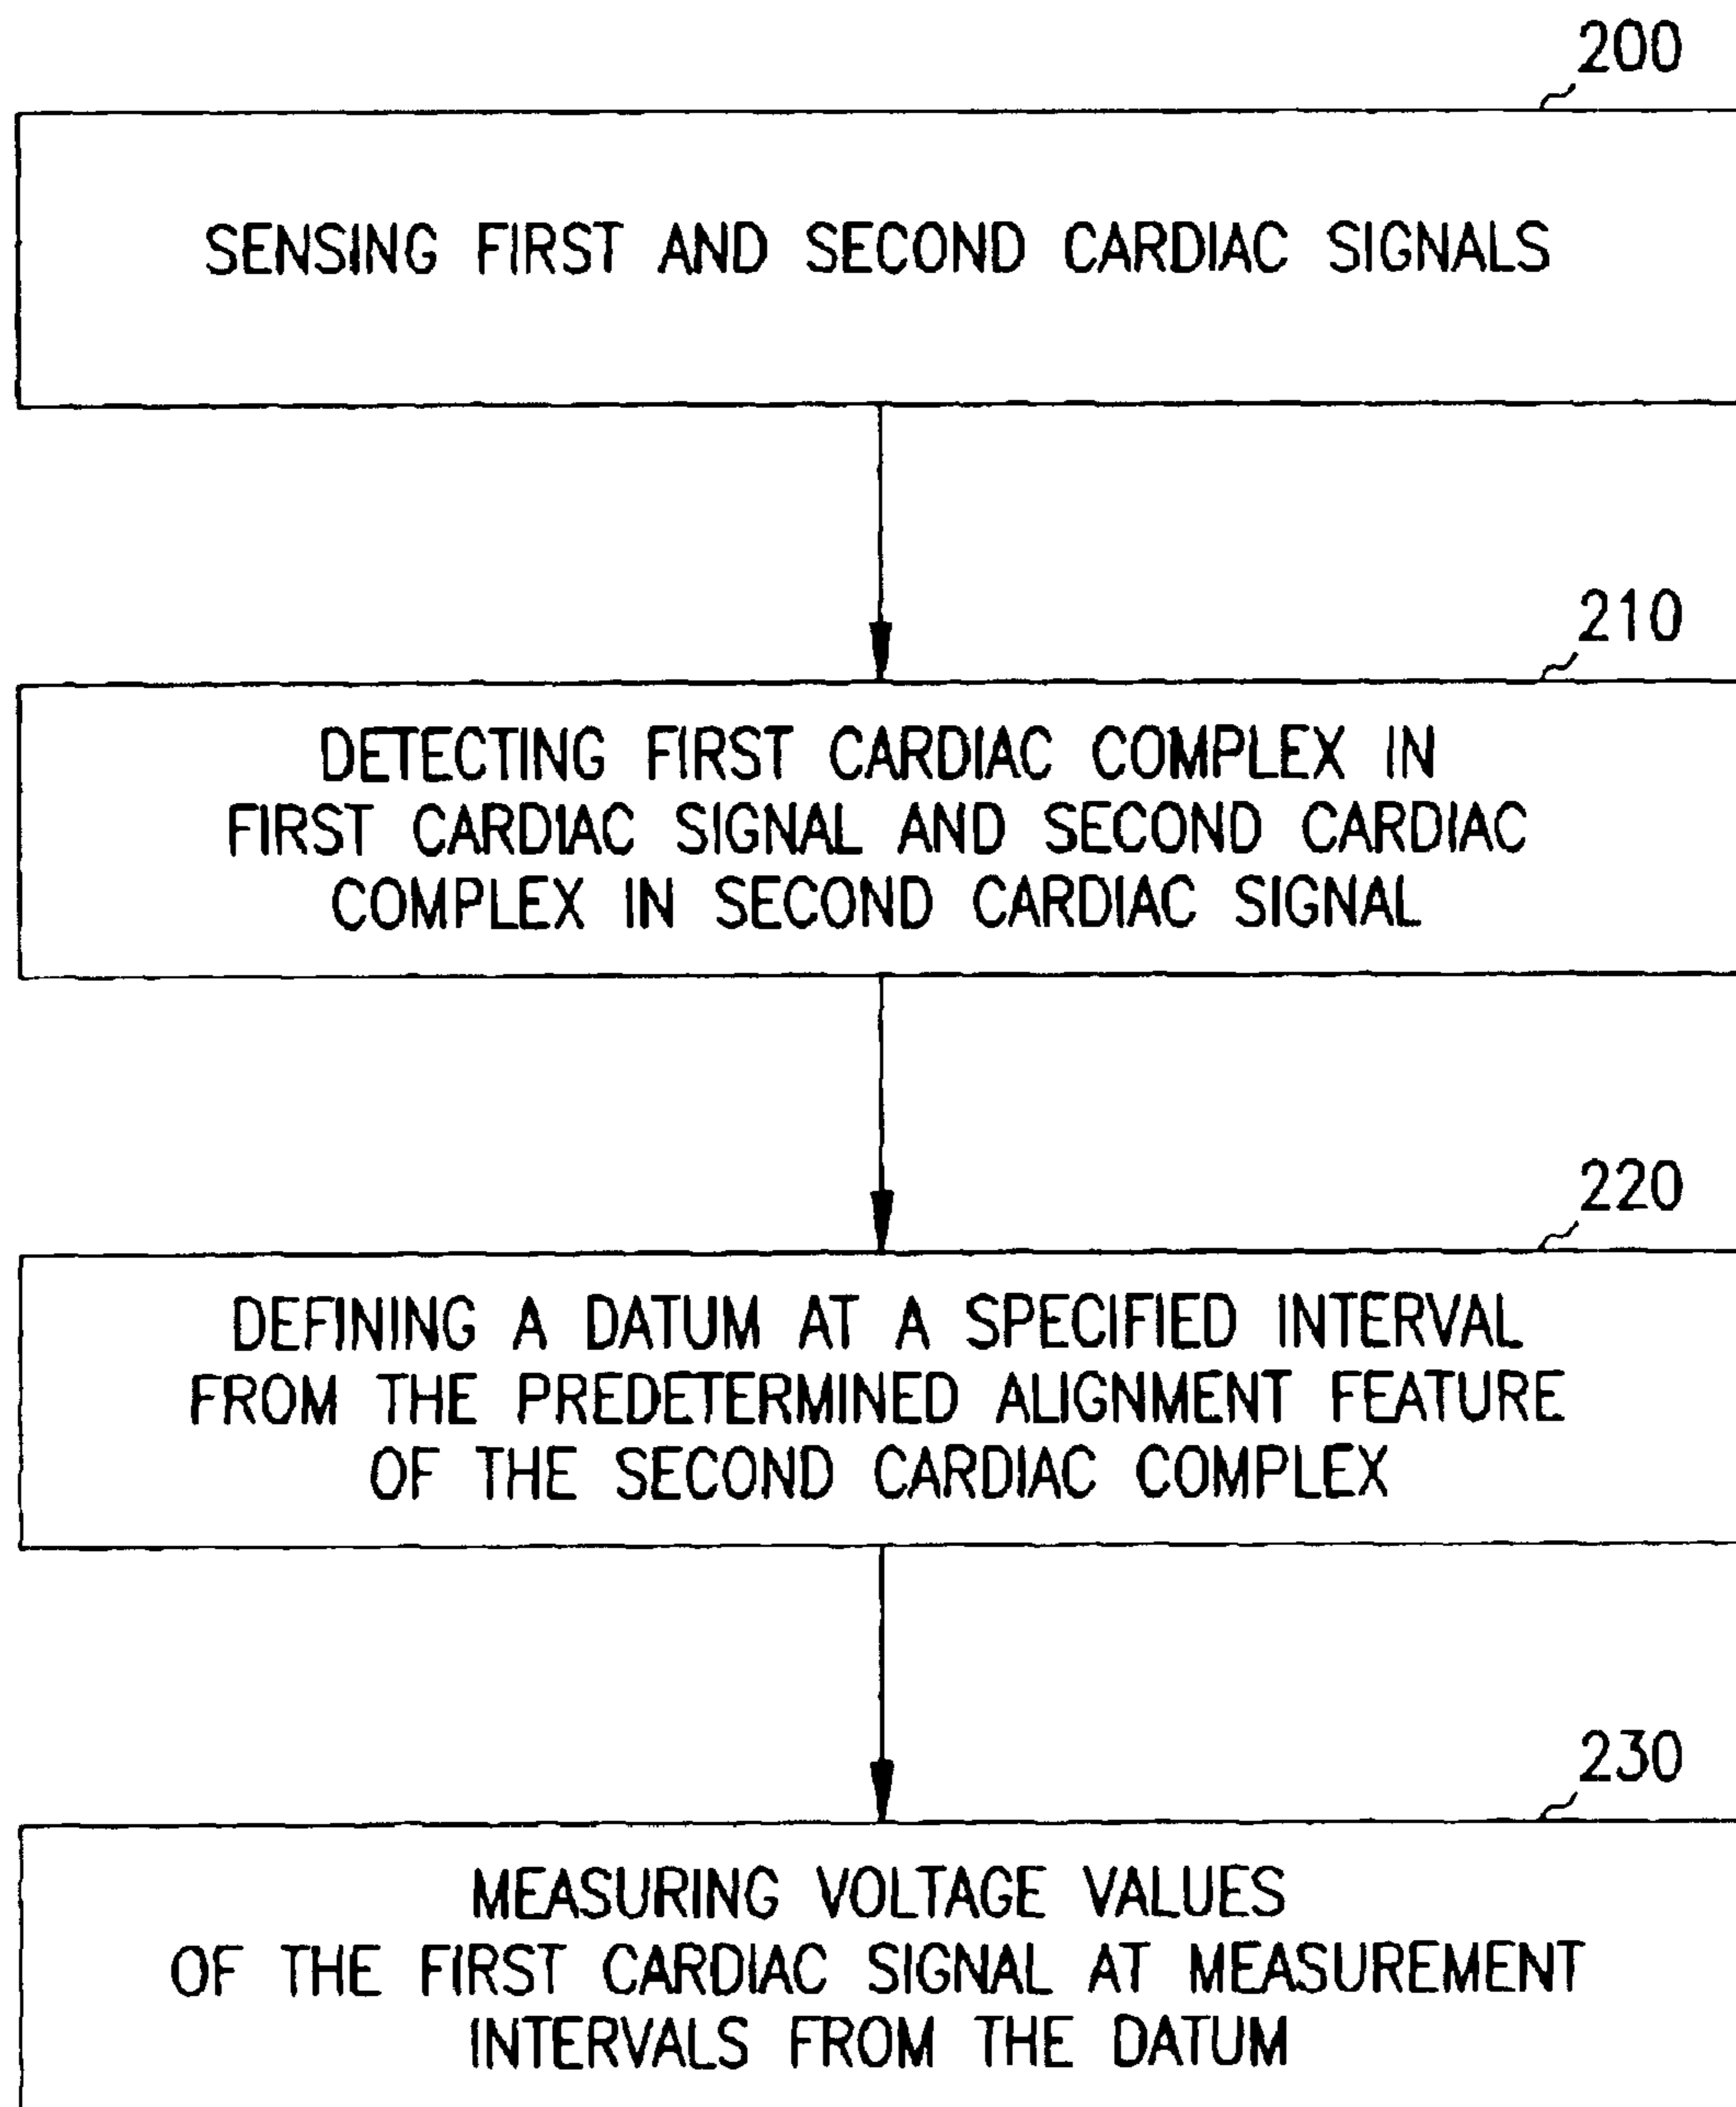 200
SENSING FIRST AND SECOND CARDIAC SIGNALS
210
DETECTING FIRST CARDIAC COMPLEX IN
FIRST CARDIAC SIGNAL AND SECOND CARDIAC
COMPLEX IN SECOND CARDIAC SIGNAL
220
DEFINING A DATUM AT A SPECIFIED INTERVAL
FROM THE PREDETERMINED ALIGNMENT FEATURE
OF THE SECOND CARDIAC COMPLEX
230
MEASURING VOLTAGE VALUES
OF THE FIRST CARDIAC SIGNAL AT MEASUREMENT
INTERVALS FROM THE DATUM